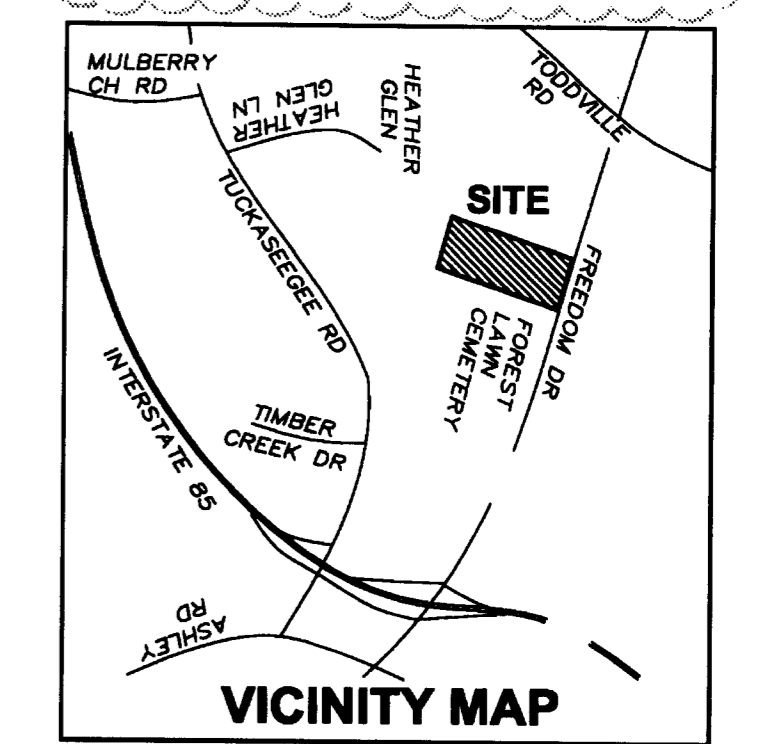 MULBERRY
CH RD
HEATHER
GLEN LN
HEATHER
GLEN
TODDVILLE
RD
TUCKASEEGEE RD
SITE
FREEDOM DR
FOREST
LAWN
CEMETERY
INTERSTATE 85
TIMBER
CREEK DR
ASHLEY
RD
VICINITY MAP